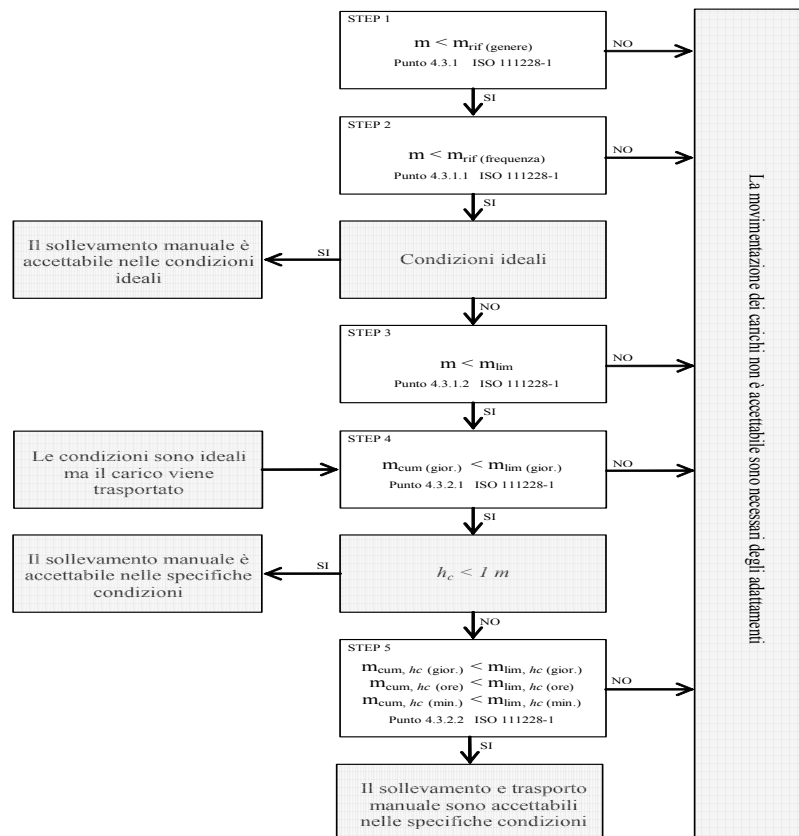 STEP 1
m < mrif (genere)
Punto 4.3.1 ISO 111228-1
NO
SI
STEP 2
m < mrif (frequenza)
Punto 4.3.1.1 ISO 111228-1
NO
SI
Il sollevamento manuale è
accettabile nelle condizioni
ideali
SI
Condizioni ideali
NO
STEP 3
m < mlim
Punto 4.3.1.2 ISO 111228-1
NO
SI
Le condizioni sono ideali
ma il carico viene
trasportato
STEP 4
mcum (gior.) < mlim (gior.)
Punto 4.3.2.1 ISO 111228-1
NO
SI
Il sollevamento manuale è
accettabile nelle specifiche
condizioni
SI
hc < 1 m
NO
STEP 5
mcum, hc (gior.) < mlim, hc (gior.)
mcum, hc (ore) < mlim, hc (ore)
mcum, hc (min.) < mlim, hc (min.)
Punto 4.3.2.2 ISO 111228-1
NO
SI
Il sollevamento e trasporto
manuale sono accettabili
nelle specifiche condizioni
La movimentazione dei carichi non è accettabile sono necessari degli adattamenti